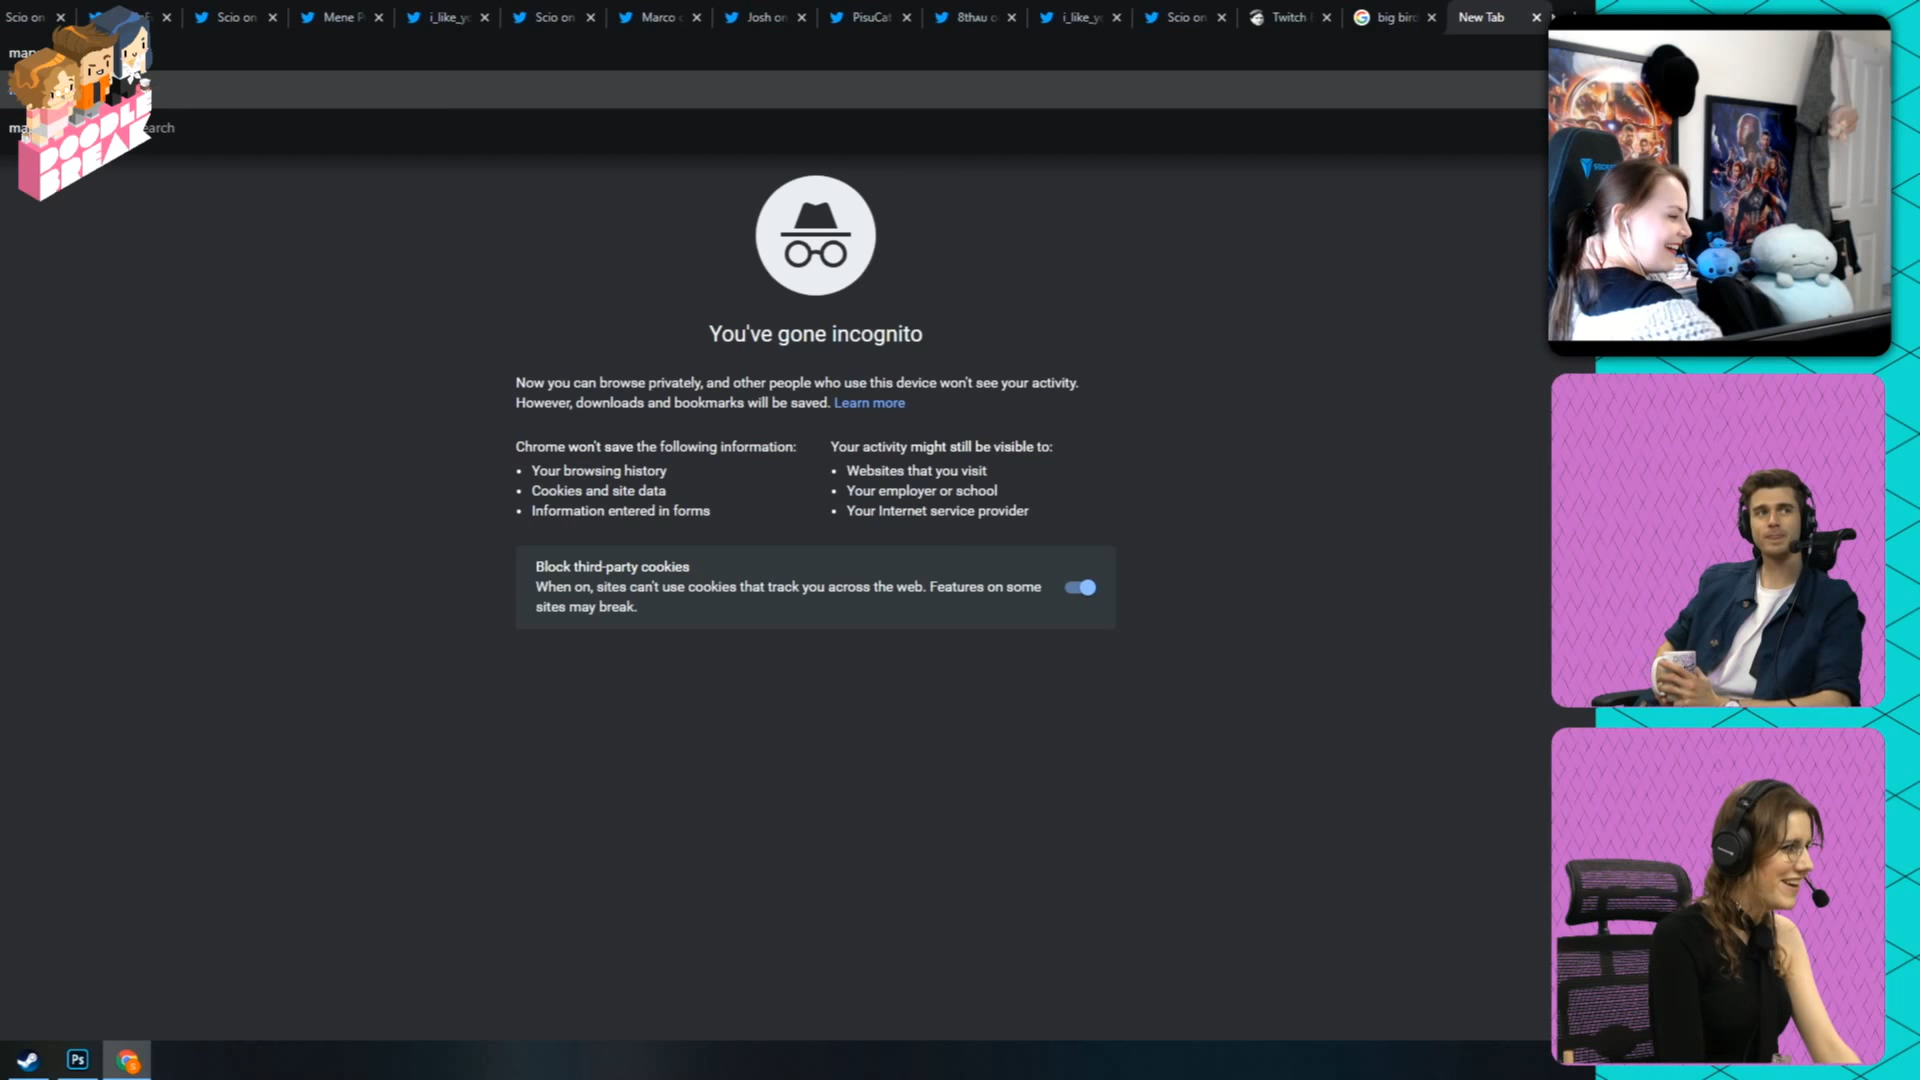 Scio on
Scio on
Mene P
i_like_y
Scio on
Marco
Josh on
PisuCat
8thau o
i_like_y
Scio on
Twitch
big bird
New Tab
earch
DOODLE
BREAK
You've gone incognito
Now you can browse privately, and other people who use this device won't see your activity.
However, downloads and bookmarks will be saved. Learn more
Chrome won't save the following information:
Your browsing history
Cookies and site data
Information entered in forms
Your activity might still be visible to:
Websites that you visit
Your employer or school
Your Internet service provider
Block third-party cookies
When on, sites can't use cookies that track you across the web. Features on some
sites may break.
Ps